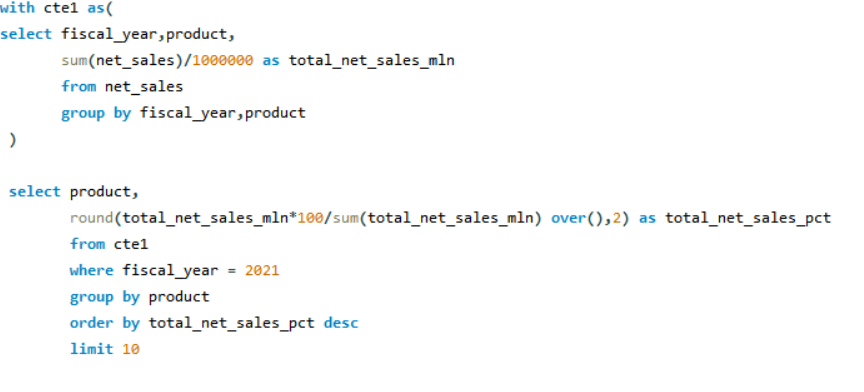 with cte1 as(
select fiscal_year,product,
sum(net_sales)/1000000 as total_net_sales_mln
from net_sales
group by fiscal_year,product
)
select product,
round(total_net_sales_mln*100/sum(total_net_sales_mln) over(),2) as total_net_sales_pct
from cte1
where fiscal_year = 2021
group by product
order by total_net_sales_pct desc
limit 10